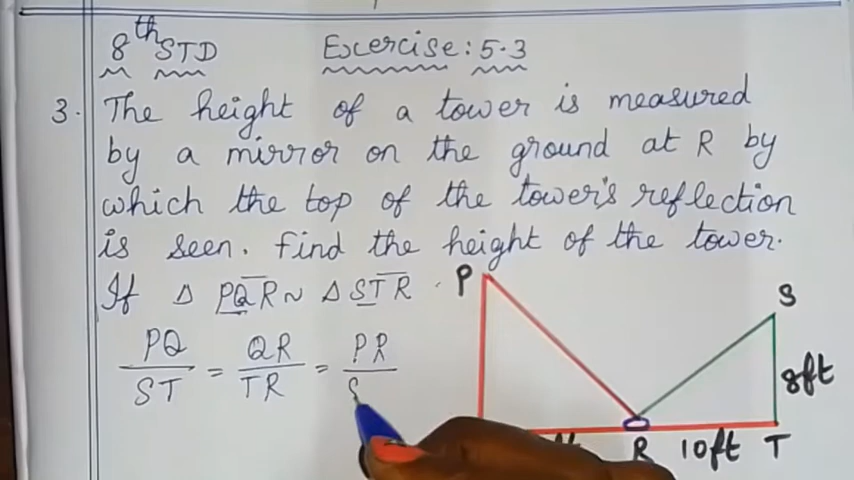 8th STD Excercise: 5.3
3. The height of a tower is measured
by a mirror on the ground at R by
which the top of the tower's reflection
is seen. find the height of the tower.
If Δ PQR ~ Δ STR
P
S
PQ/ST = QR/TR = PR/S
8ft
R 10ft T